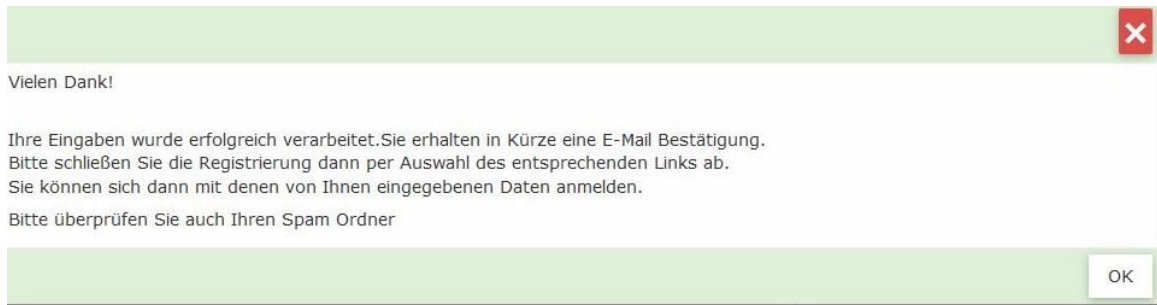 Vielen Dank!
Ihre Eingaben wurde erfolgreich verarbeitet.Sie erhalten in Kürze eine E-Mail Bestätigung.
Bitte schließen Sie die Registrierung dann per Auswahl des entsprechenden Links ab.
Sie können sich dann mit denen von Ihnen eingegebenen Daten anmelden.
Bitte überprüfen Sie auch Ihren Spam Ordner
OK